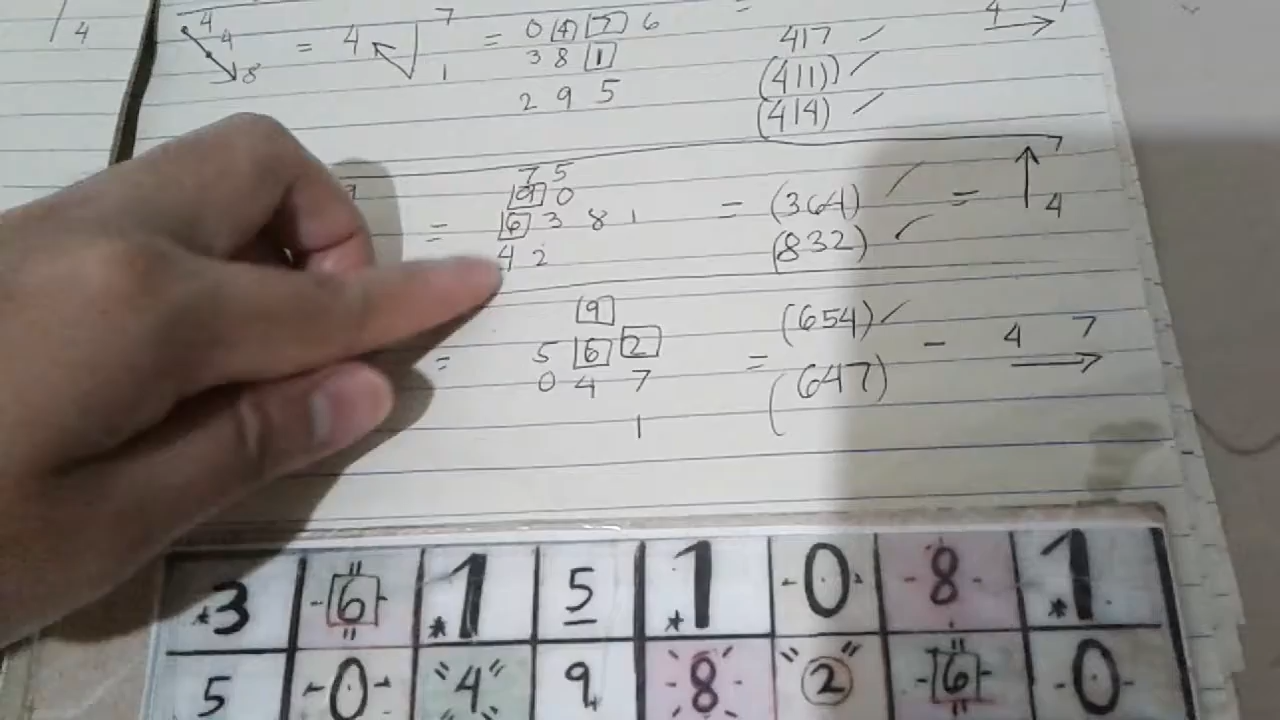 4
4 4 8 = 4 7 1 = 0 4 7 6
3 8 1
2 9 5
417
(411))
(414)
4
7 5
9 0
= 6 3 8 1 = (364) = 7 4
4 2 (832)
9
= 5 6 2 = (654) - 4 7
0 4 7 (647)
1
*3 -"6"- *1 5 *1 -0- -8- *1
5 -0- "4" 9 8 "2" -"6"- -0-